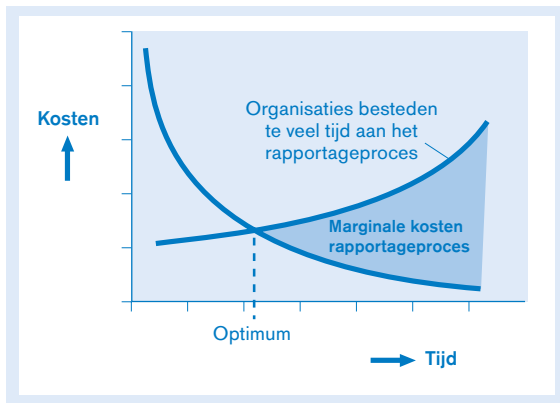 Kosten
Organisaties besteden
te veel tijd aan het
rapportageproces
Marginale kosten
rapportageproces
Optimum
Tijd